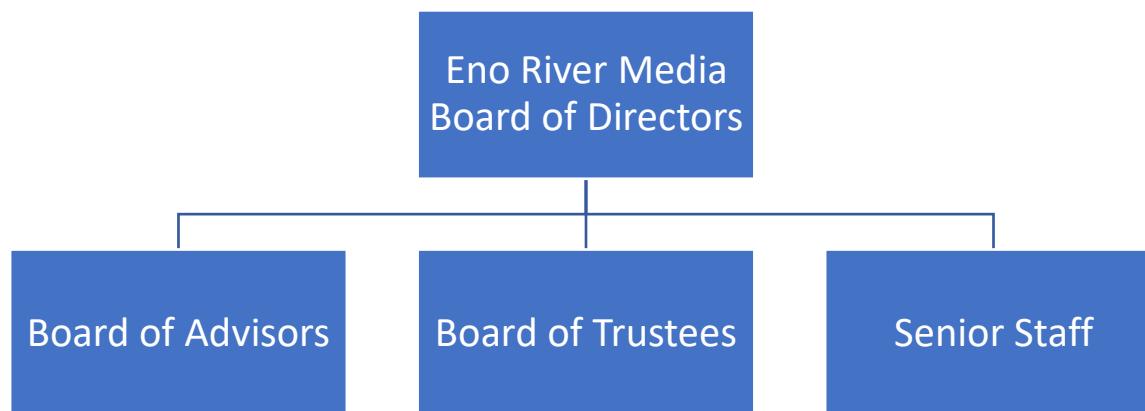 Eno River Media
Board of Directors
Board of Advisors
Board of Trustees
Senior Staff